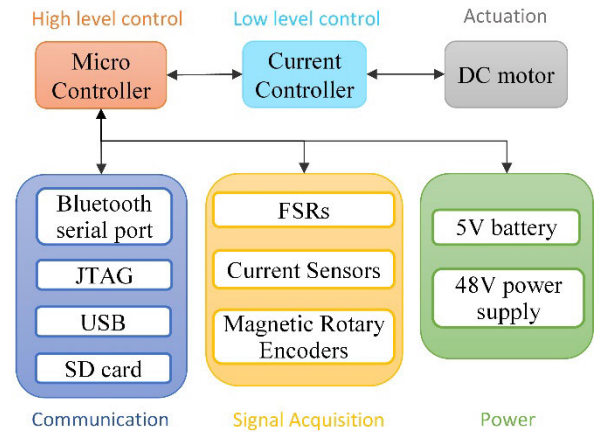 High level control
Low level control
Actuation
Micro
Controller
Current
Controller
DC motor
Bluetooth
serial port
JTAG
USB
SD card
FSRs
Current Sensors
Magnetic Rotary
Encoders
5V battery
48V power
supply
Communication
Signal Acquisition
Power